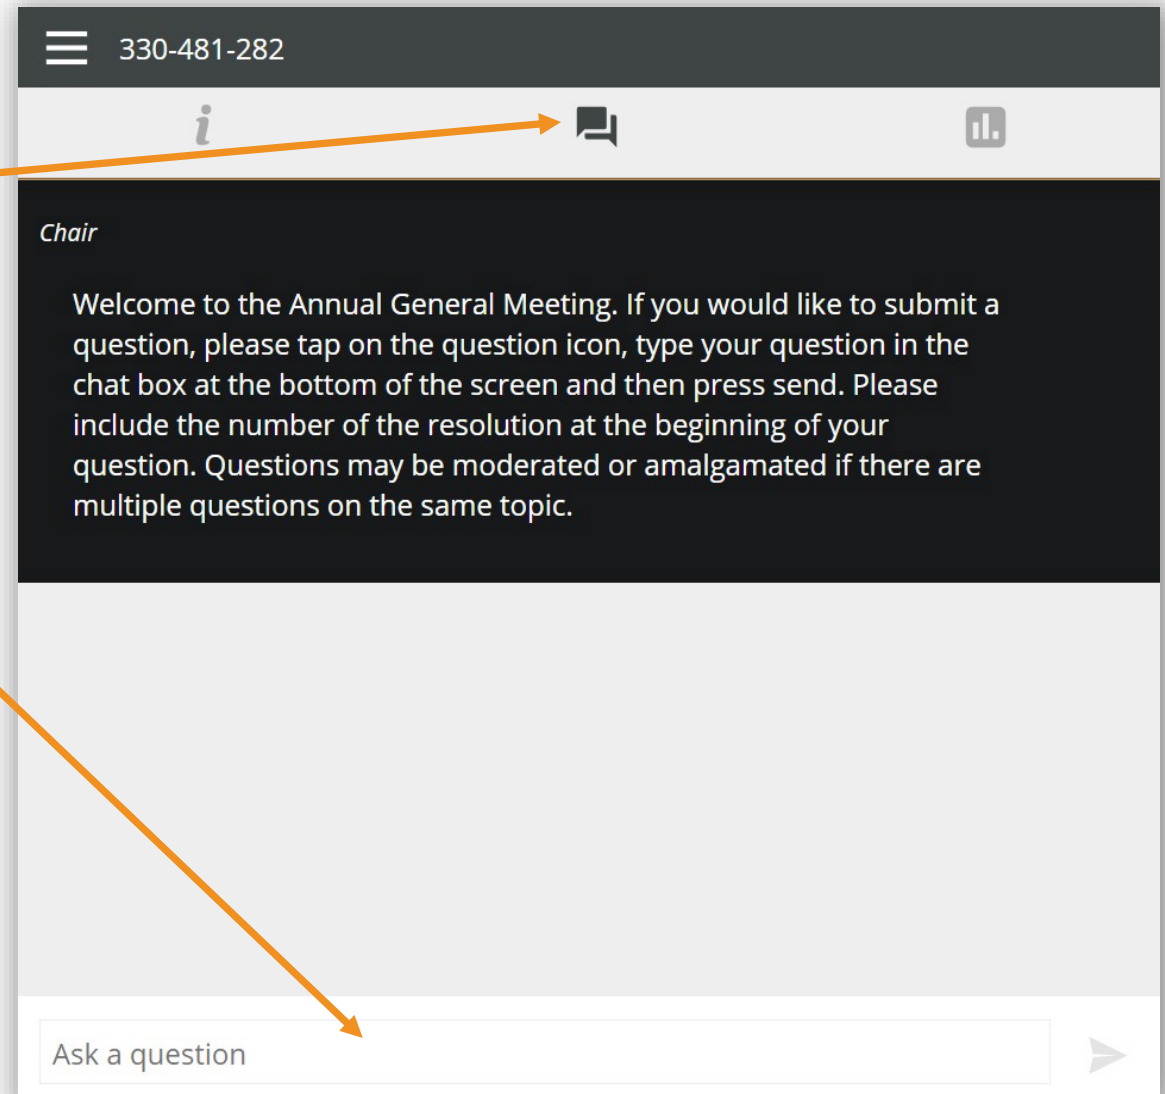 330-481-282
Chair
Welcome to the Annual General Meeting. If you would like to submit a
question, please tap on the question icon, type your question in the
chat box at the bottom of the screen and then press send. Please
include the number of the resolution at the beginning of your
question. Questions may be moderated or amalgamated if there are
multiple questions on the same topic.
Ask a question